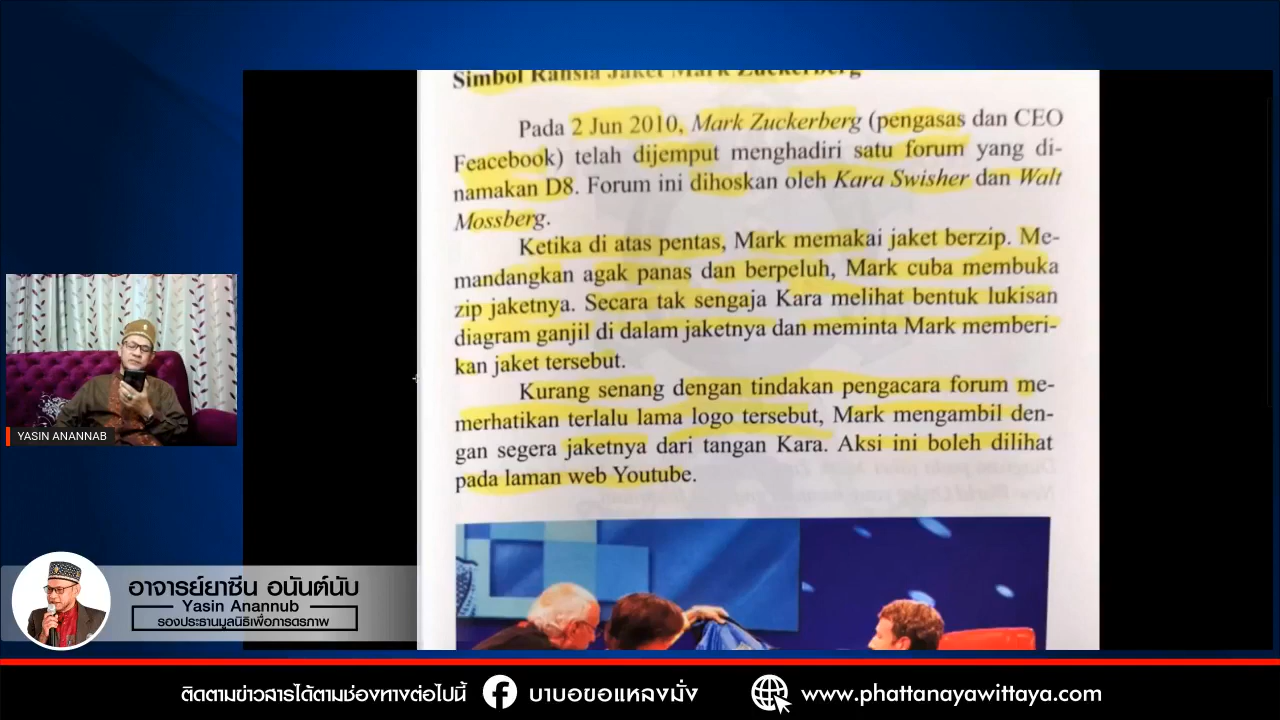 Simbol Rahsia Jaket Mark Zuckerberg
Pada 2 Jun 2010, Mark Zuckerberg (pengasas dan CEO
Feacebook) telah dijemput menghadiri satu forum yang di-
namakan D8. Forum ini dihoskan oleh Kara Swisher dan Walt
Mossberg.
Ketika di atas pentas, Mark memakai jaket berzip. Me-
mandangkan agak panas dan berpeluh, Mark cuba membuka
zip jaketnya. Secara tak sengaja Kara melihat bentuk lukisan
diagram ganjil di dalam jaketnya dan meminta Mark memberi-
kan jaket tersebut.
Kurang senang dengan tindakan pengacara forum me-
merhatikan terlalu lama logo tersebut, Mark mengambil den-
gan segera jaketnya dari tangan Kara. Aksi ini boleh dilihat
pada laman web Youtube.
YASIN ANANNAB
อาจารย์ยาซีน อนันต์นับ
Yasin Anannub
รองประธานมูลนิธิเพื่อการดรภาพ
ติดตามข่าวสารได้ตามช่องทางต่อไปนี้
บาบอขอแหลงมั่ง
www.phattanayawittaya.com